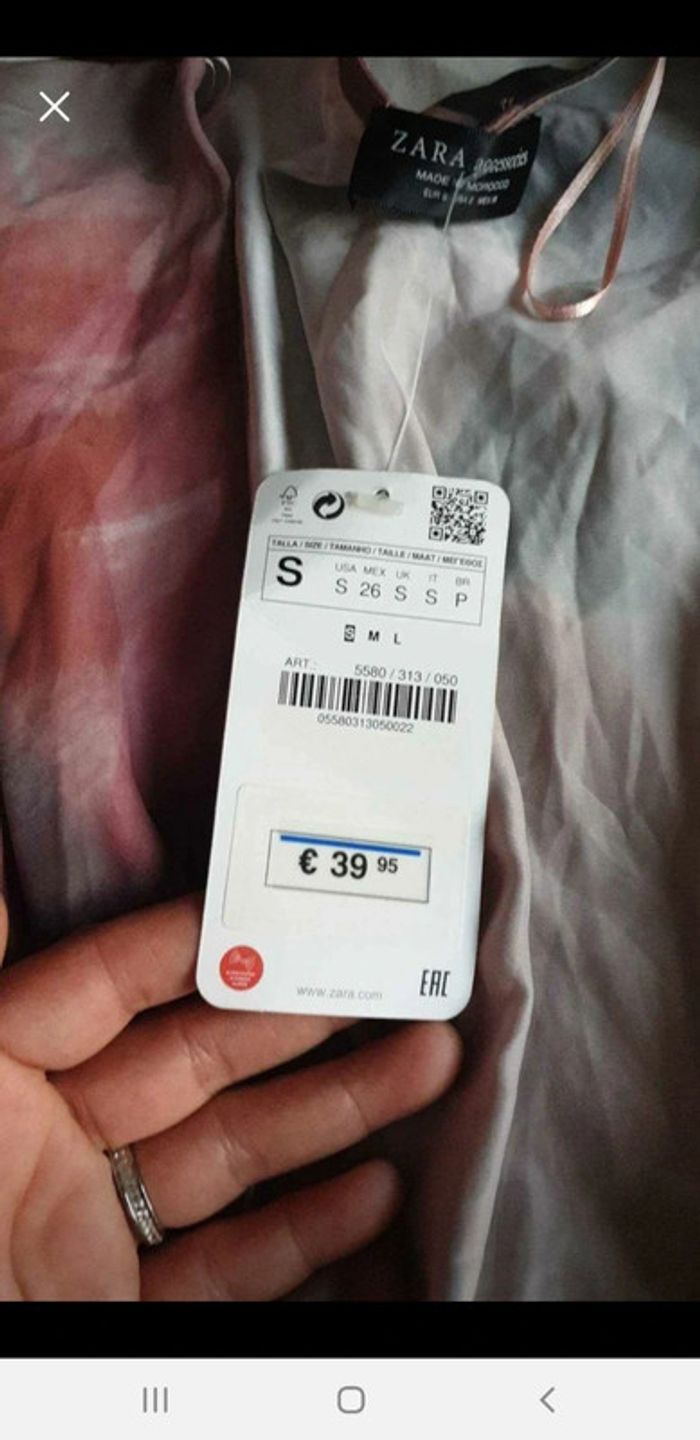 ZARA accessories
MADE IN MOROCCO
TALLA / SIZE / TAMANHO / TAILLE / MAAT / ΜΕΓΕΘΟΣ
S
USA MEX UK IT BR
S 26 S S P
S M L
ART.: 5580 / 313 / 050
05580313050022
€ 39 95
www.zara.com
EAC